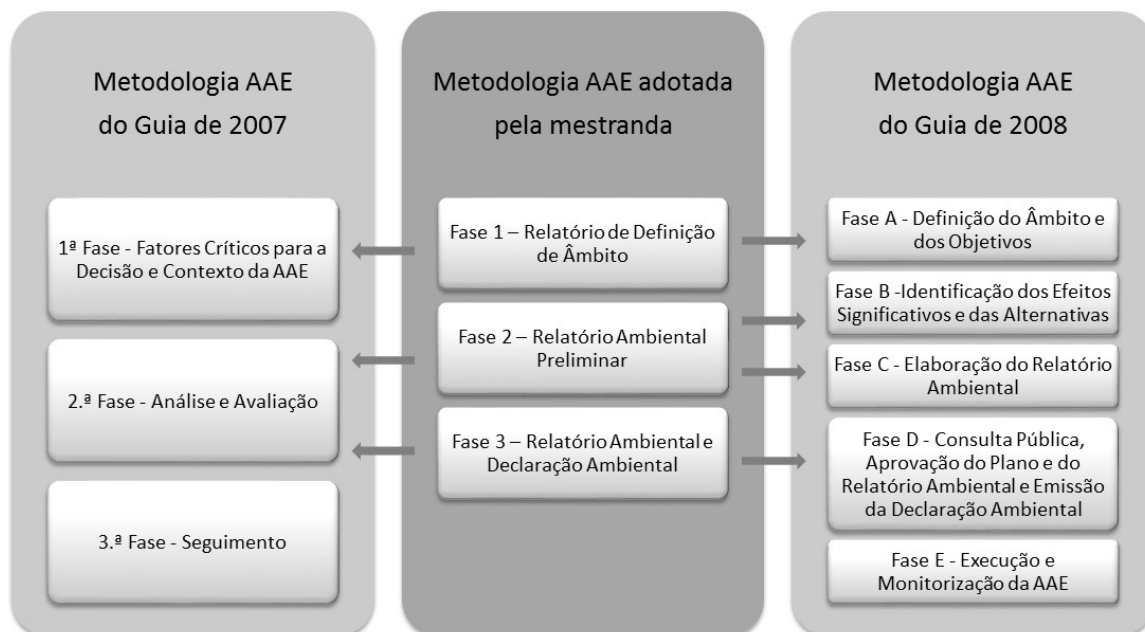 Metodologia AAE
do Guia de 2007
1ª Fase - Fatores Críticos para a
Decisão e Contexto da AAE
2.ª Fase - Análise e Avaliação
3.ª Fase - Seguimento
Metodologia AAE adotada
pela mestranda
Fase 1 – Relatório de Definição
de Âmbito
Fase 2 – Relatório Ambiental
Preliminar
Fase 3 – Relatório Ambiental e
Declaração Ambiental
Metodologia AAE
do Guia de 2008
Fase A - Definição do Âmbito e
dos Objetivos
Fase B -Identificação dos Efeitos
Significativos e das Alternativas
Fase C - Elaboração do Relatório
Ambiental
Fase D - Consulta Pública,
Aprovação do Plano e do
Relatório Ambiental e Emissão
da Declaração Ambiental
Fase E - Execução e
Monitorização da AAE